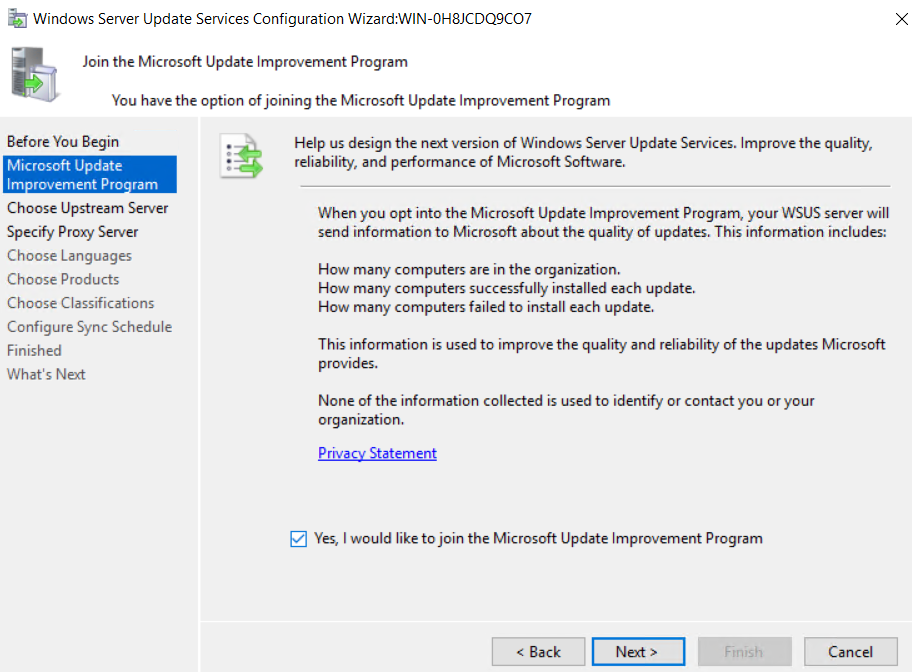 Windows Server Update Services Configuration Wizard:WIN-0H8JCDQ9CO7
Join the Microsoft Update Improvement Program
You have the option of joining the Microsoft Update Improvement Program
Before You Begin
Microsoft Update
Improvement Program
Choose Upstream Server
Specify Proxy Server
Choose Languages
Choose Products
Choose Classifications
Configure Sync Schedule
Finished
What's Next
Help us design the next version of Windows Server Update Services. Improve the quality,
reliability, and performance of Microsoft Software.
When you opt into the Microsoft Update Improvement Program, your WSUS server will
send information to Microsoft about the quality of updates. This information includes:
How many computers are in the organization.
How many computers successfully installed each update.
How many computers failed to install each update.
This information is used to improve the quality and reliability of the updates Microsoft
provides.
None of the information collected is used to identify or contact you or your
organization.
Privacy Statement
Yes, I would like to join the Microsoft Update Improvement Program
< Back
Next >
Finish
Cancel